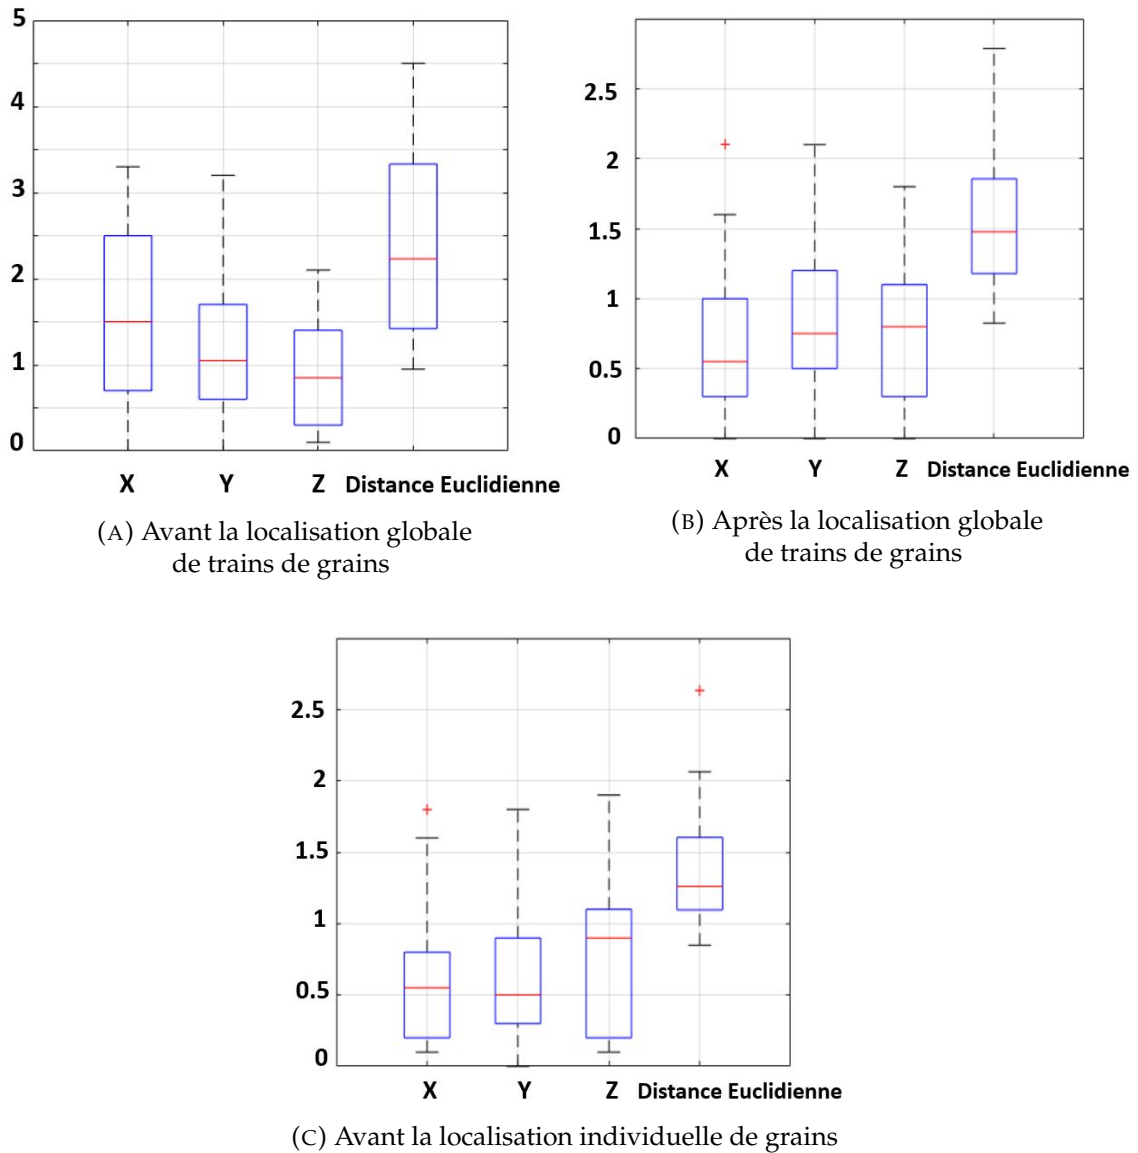 5
4
3
2
1
0
X Y Z Distance Euclidienne
(A) Avant la localisation globale
de trains de grains
2.5
2
1.5
1
0.5
0
X Y Z Distance Euclidienne
(B) Après la localisation globale
de trains de grains
2.5
2
1.5
1
0.5
0
X Y Z Distance Euclidienne
(C) Avant la localisation individuelle de grains